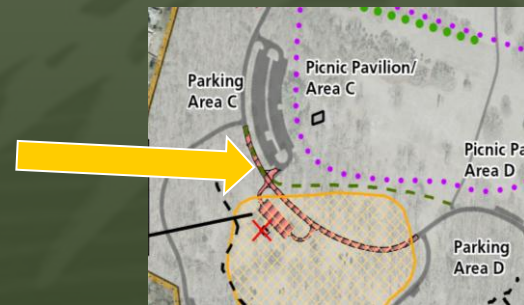 Parking
Area C
Picnic Pavilion/
Area C
Picnic Pa
Area D
Parking
Area D